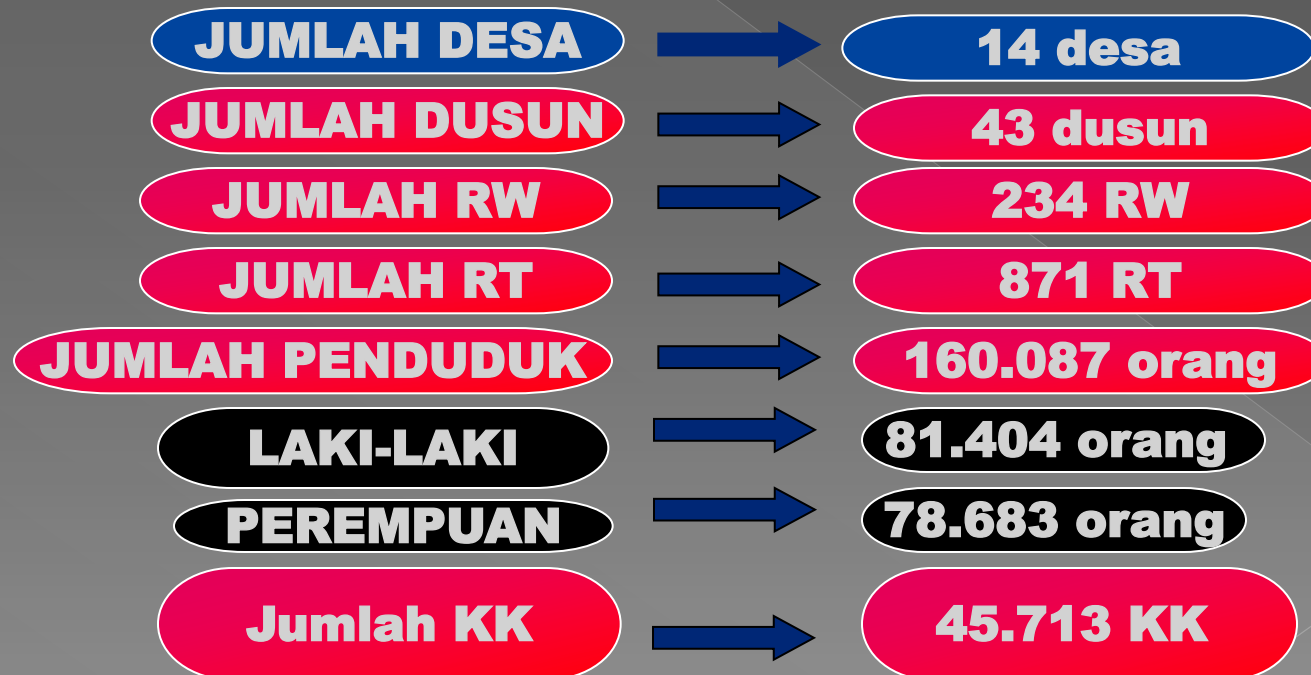 JUMLAH DESA 14 desa
JUMLAH DUSUN 43 dusun
JUMLAH RW 234 RW
JUMLAH RT 871 RT
JUMLAH PENDUDUK 160.087 orang
LAKI-LAKI 81.404 orang
PEREMPUAN 78.683 orang
Jumlah KK 45.713 KK